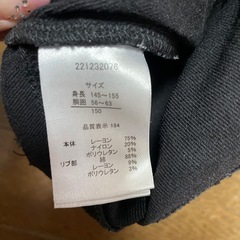 221232076
サイズ
身長 145~155
胸囲 56~63
150
品質表示 184
本体 レーヨン 75%
ナイロン 20%
ポリウレタン 5%
リブ部 綿 88%
レーヨン 9%
ポリウレタン 3%